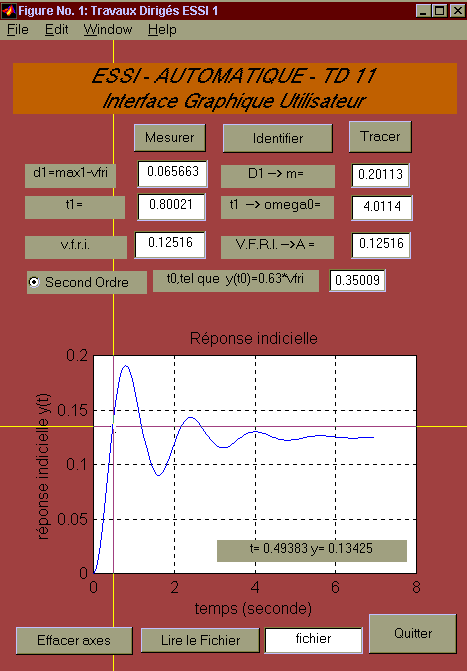 Figure No. 1: Travaux Dirigés ESSI 1
File Edit Window Help
ESSI - AUTOMATIQUE - TD 11
Interface Graphique Utilisateur
Mesurer Identifier Tracer
d1=max1-vfri 0.065663 D1 -> m= 0.20113
t1= 0.80021 t1 -> omega0= 4.0114
v.f.r.i. 0.12516 V.F.R.I. ->A = 0.12516
Second Ordre t0,tel que y(t0)=0.63*vfri 0.35009
Réponse indicielle
0.2
0.15
0.1
0.05
0
réponse indicielle y(t)
t= 0.49383 y= 0.13425
0 2 4 6 8
temps (seconde)
Effacer axes Lire le Fichier fichier Quitter